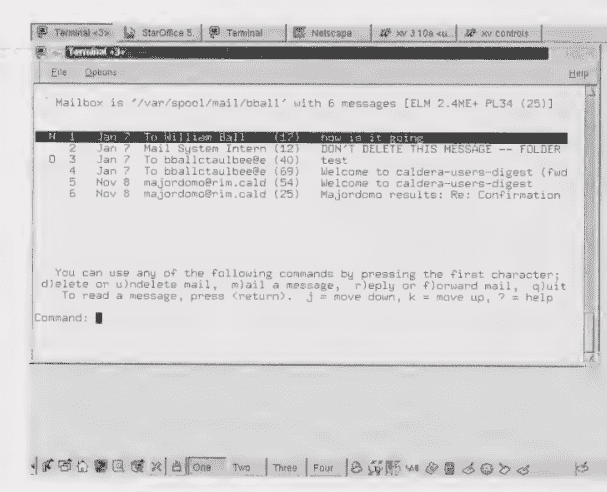 Terminal <3> StarOffice 5. Terminal Netscape xv 3.10a <u xv controls
Terminal <3>
File Options Help
Mailbox is '/var/spool/mail/bball' with 6 messages [ELM 2.4ME+ PL34 (25)]
N 1 Jan 7 To William Ball (17) how is it going
2 Jan 7 Mail System Intern (12) DON'T DELETE THIS MESSAGE -- FOLDER
O 3 Jan 7 To bballctaulbee@e (40) test
4 Jan 7 To bballctaulbee@e (69) Welcome to caldera-users-digest (fwd
5 Nov 8 majordomo@rim.cald (54) Welcome to caldera-users-digest
6 Nov 8 majordomo@rim.cald (25) Majordomo results: Re: Confirmation
You can use any of the following commands by pressing the first character;
d)elete or u)ndelete mail, m)ail a message, r)eply or f)orward mail, q)uit
To read a message, press <return>. j = move down, k = move up, ? = help
Command:
One Two Three Four